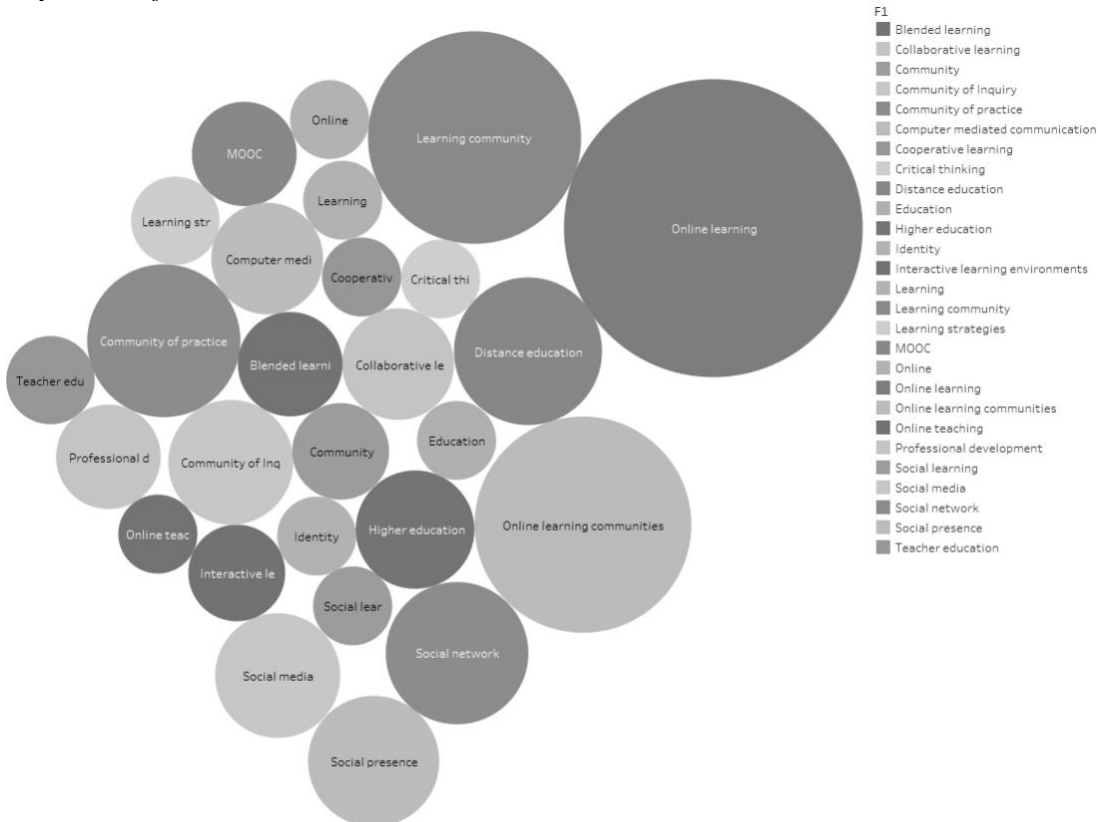 Online
Learning community
MOOC
Online learning
Learning
Learning str
Computer medi
Cooperativ
Critical thi
Community of practice
Distance education
Blended learni
Collaborative le
Teacher edu
Education
Community
Professional d
Community of Inq
Online learning communities
Higher education
Online teac
Identity
Interactive le
Social lear
Social network
Social media
Social presence
F1
Blended learning
Collaborative learning
Community
Community of Inquiry
Community of practice
Computer mediated communication
Cooperative learning
Critical thinking
Distance education
Education
Higher education
Identity
Interactive learning environments
Learning
Learning community
Learning strategies
MOOC
Online
Online learning
Online learning communities
Online teaching
Professional development
Social learning
Social media
Social network
Social presence
Teacher education